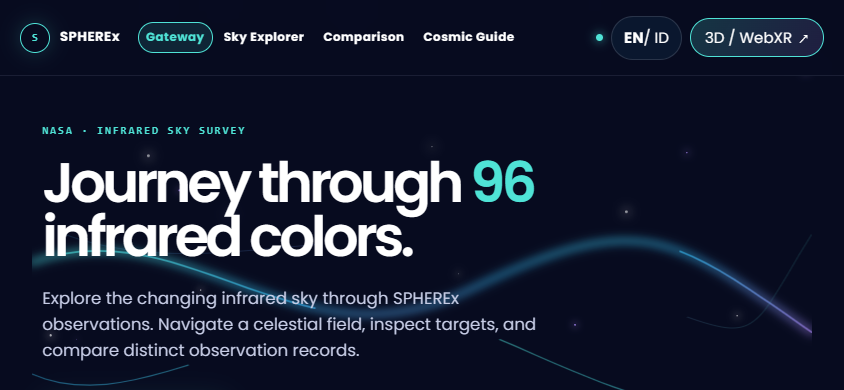 S SPHEREx Gateway Sky Explorer Comparison Cosmic Guide EN/ ID 3D / WebXR ↗
NASA · INFRARED SKY SURVEY
Journey through 96
infrared colors.
Explore the changing infrared sky through SPHEREx
observations. Navigate a celestial field, inspect targets, and
compare distinct observation records.